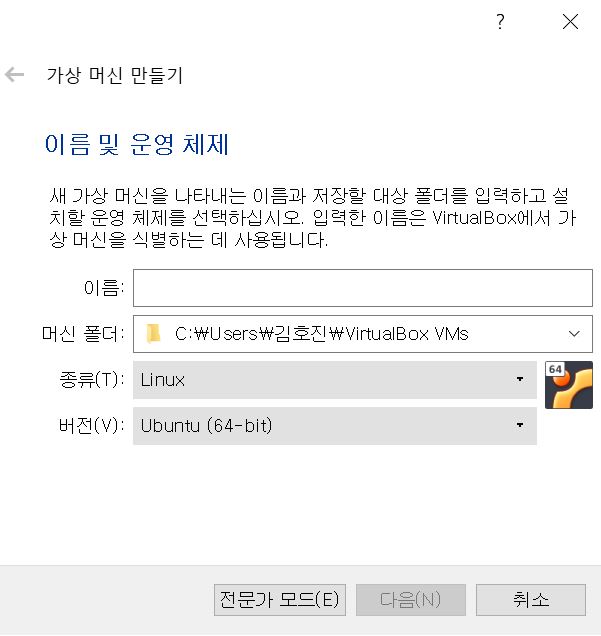 ?
가상 머신 만들기
이름 및 운영 체제
새 가상 머신을 나타내는 이름과 저장할 대상 폴더를 입력하고 설
치할 운영 체제를 선택하십시오. 입력한 이름은 VirtualBox에서 가
상 머신을 식별하는 데 사용됩니다.
이름:
머신 폴더: C:₩Users₩김호진₩VirtualBox VMs
종류(T): Linux 64
버전(V): Ubuntu (64-bit)
전문가 모드(E) 다음(N) 취소